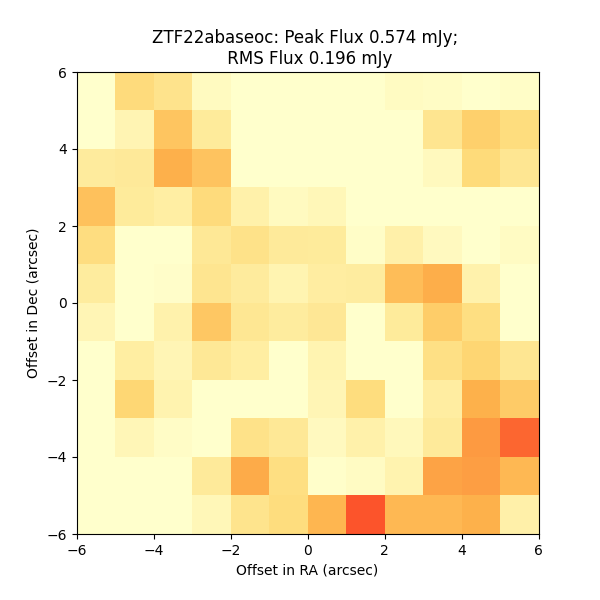 ZTF22abaseoc: Peak Flux 0.574 mJy;
RMS Flux 0.196 mJy
6
4
2
0
−2
−4
−6
Offset in Dec (arcsec)
−6 −4 −2 0 2 4 6
Offset in RA (arcsec)